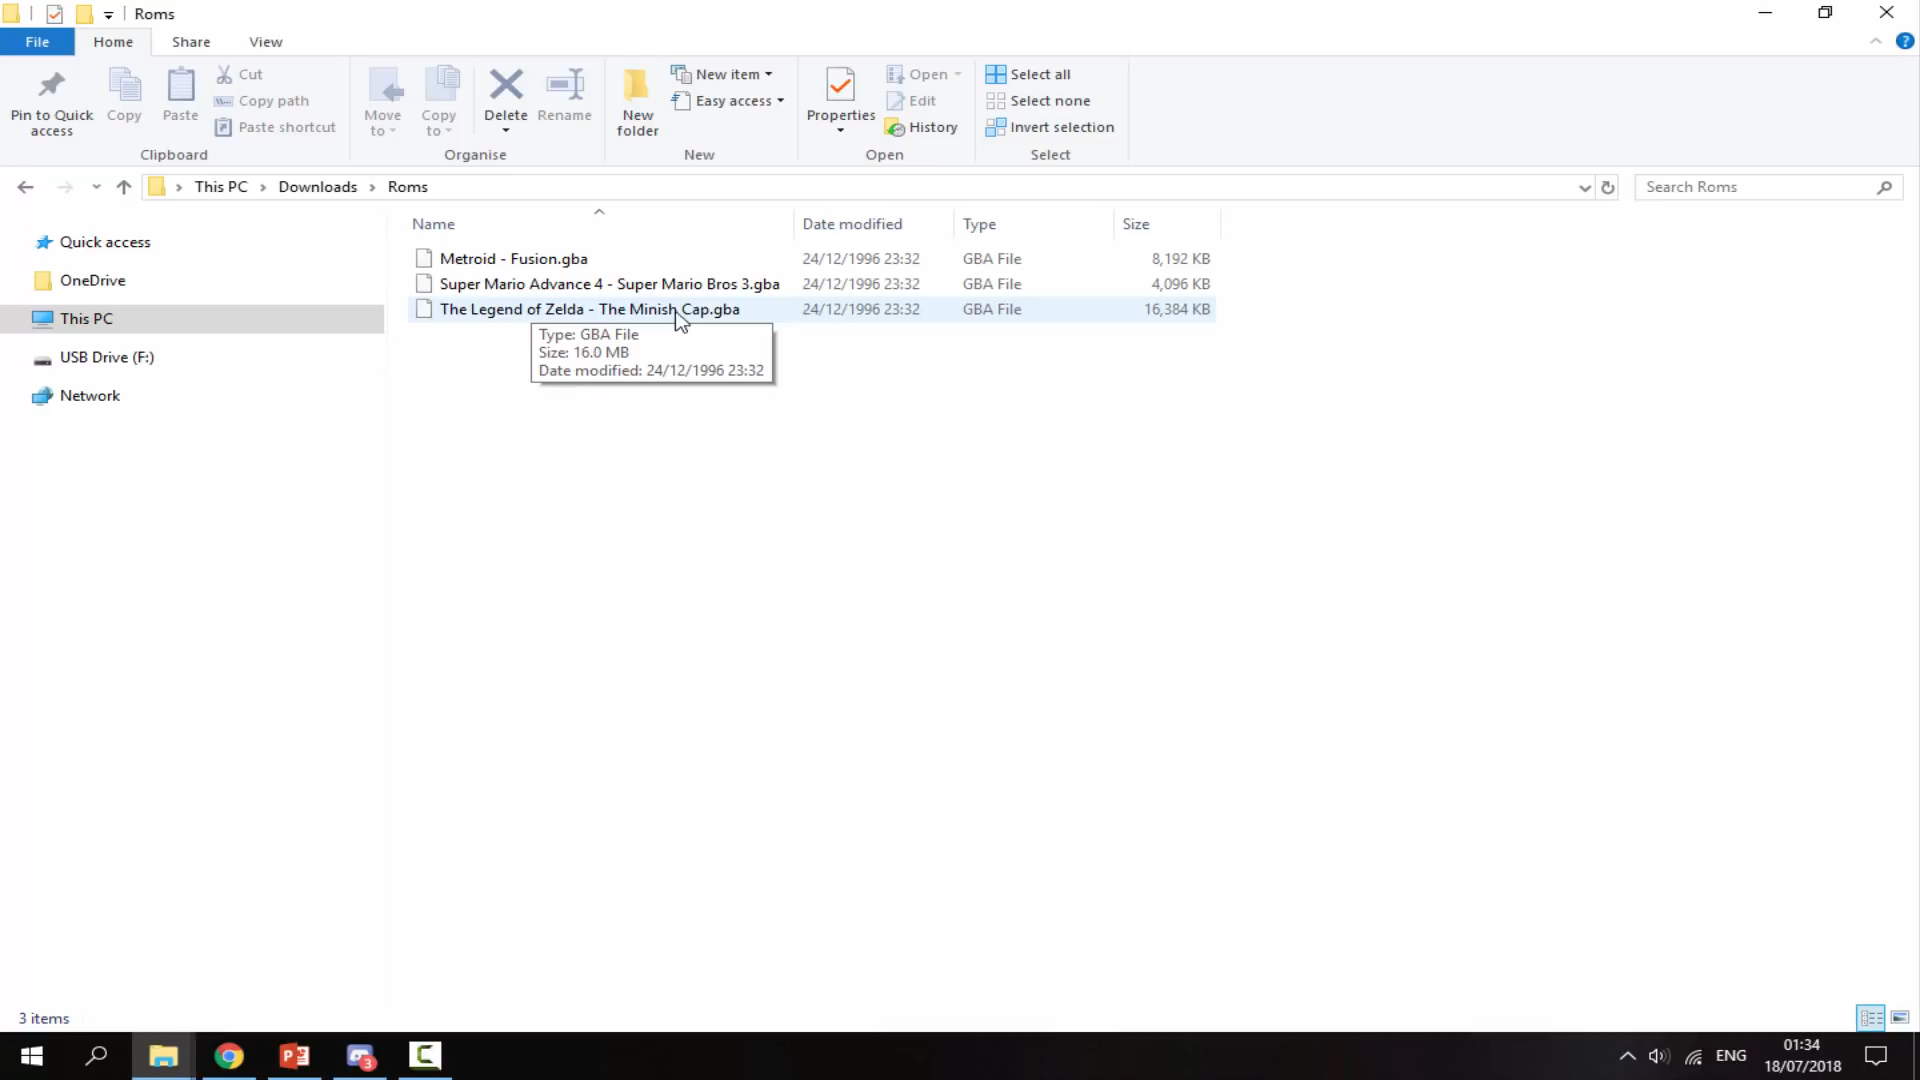 Roms
File Home Share View
Pin to Quick access
Copy
Paste
Cut
Copy path
Paste shortcut
Clipboard
Move to
Copy to
Delete
Rename
Organise
New folder
New item
Easy access
New
Properties
Open
Edit
History
Open
Select all
Select none
Invert selection
Select
This PC > Downloads > Roms
Search Roms
Quick access
OneDrive
This PC
USB Drive (F:)
Network
Name Date modified Type Size
Metroid - Fusion.gba 24/12/1996 23:32 GBA File 8,192 KB
Super Mario Advance 4 - Super Mario Bros 3.gba 24/12/1996 23:32 GBA File 4,096 KB
The Legend of Zelda - The Minish Cap.gba 24/12/1996 23:32 GBA File 16,384 KB
Type: GBA File
Size: 16.0 MB
Date modified: 24/12/1996 23:32
3 items
3
ENG
01:34
18/07/2018